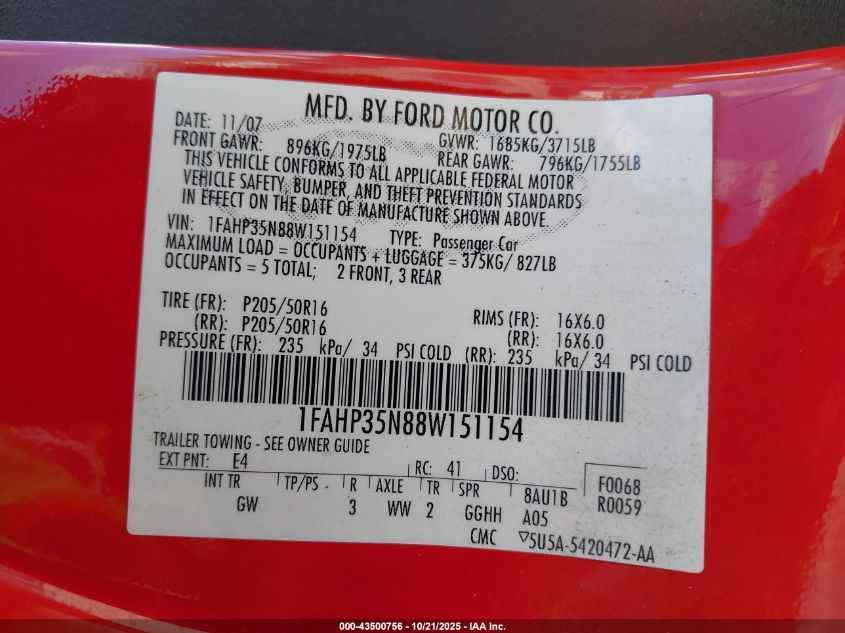 MFD. BY FORD MOTOR CO.
DATE: 11/07 GVWR: 1685KG/3715LB
FRONT GAWR: 896KG/1975LB REAR GAWR: 796KG/1755LB
THIS VEHICLE CONFORMS TO ALL APPLICABLE FEDERAL MOTOR
VEHICLE SAFETY, BUMPER, AND THEFT PREVENTION STANDARDS
IN EFFECT ON THE DATE OF MANUFACTURE SHOWN ABOVE.
VIN: 1FAHP35N88W151154 TYPE: Passenger Car
MAXIMUM LOAD = OCCUPANTS + LUGGAGE = 375KG/ 827LB
OCCUPANTS = 5 TOTAL; 2 FRONT, 3 REAR
TIRE (FR): P205/50R16 RIMS (FR): 16X6.0
(RR): P205/50R16 (RR): 16X6.0
PRESSURE (FR): 235 kPa/ 34 PSI COLD (RR): 235 kPa/ 34 PSI COLD
1FAHP35N88W151154
TRAILER TOWING - SEE OWNER GUIDE
EXT PNT: E4 RC: 41 DSO: F0068
INT TR TP/PS R AXLE TR SPR 8AU1B R0059
GW 3 WW 2 GGHH A05
CMC ▽5U5A-5420472-AA
000-43500756 - 10/21/2025 - IAA Inc.